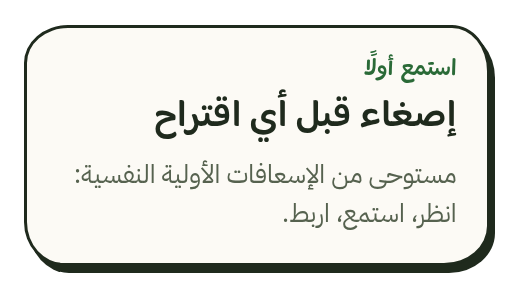 استمع أولًا
إصغاء قبل أي اقتراح
مستوحى من الإسعافات الأولية النفسية:
انظر، استمع، اربط.